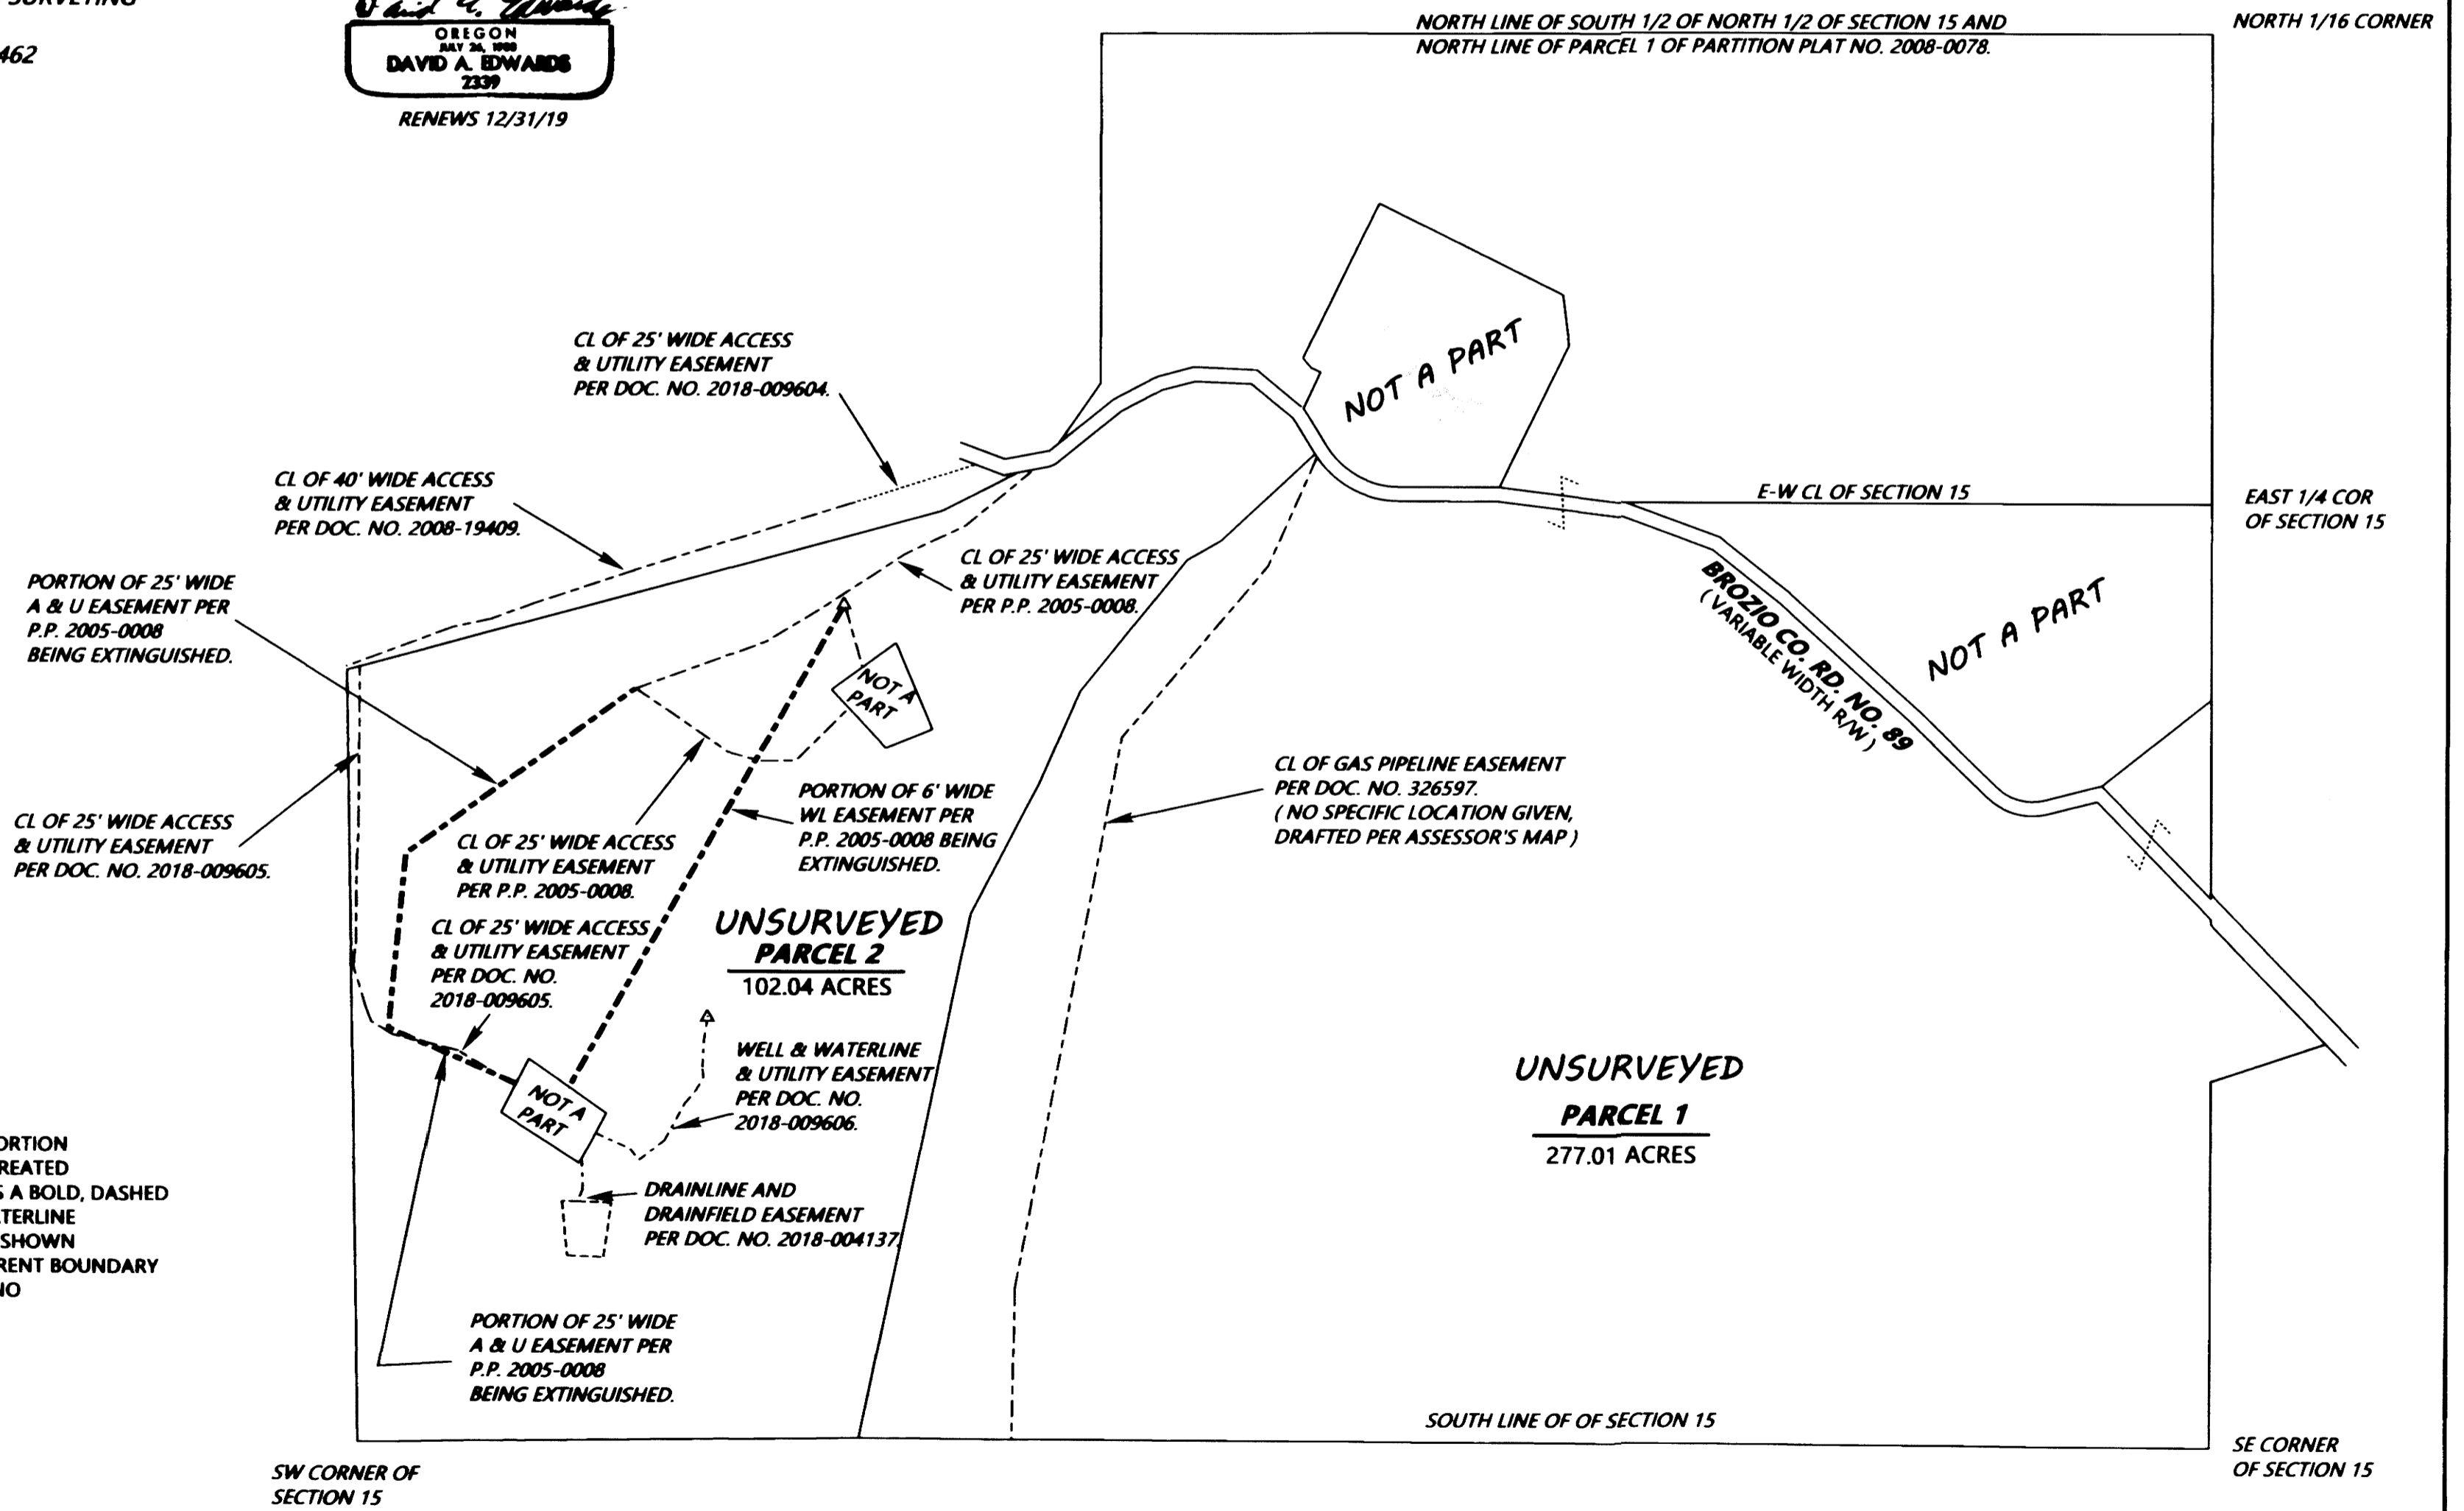 SURVEYING
462
David A. Edwards
OREGON
JULY 26, 1988
DAVID A. EDWARDS
2339
RENEWS 12/31/19
NORTH LINE OF SOUTH 1/2 OF NORTH 1/2 OF SECTION 15 AND
NORTH LINE OF PARCEL 1 OF PARTITION PLAT NO. 2008-0078.
NORTH 1/16 CORNER
NOT A PART
CL OF 25' WIDE ACCESS
& UTILITY EASEMENT
PER DOC. NO. 2018-009604.
CL OF 40' WIDE ACCESS
& UTILITY EASEMENT
PER DOC. NO. 2008-19409.
E-W CL OF SECTION 15
EAST 1/4 COR
OF SECTION 15
PORTION OF 25' WIDE
A & U EASEMENT PER
P.P. 2005-0008
BEING EXTINGUISHED.
CL OF 25' WIDE ACCESS
& UTILITY EASEMENT
PER P.P. 2005-0008.
BROZIO CO. RD. NO. 89
( VARIABLE WIDTH R/W )
NOT A PART
NOT A
PART
CL OF 25' WIDE ACCESS
& UTILITY EASEMENT
PER DOC. NO. 2018-009605.
PORTION OF 6' WIDE
WL EASEMENT PER
P.P. 2005-0008 BEING
EXTINGUISHED.
CL OF GAS PIPELINE EASEMENT
PER DOC. NO. 326597.
( NO SPECIFIC LOCATION GIVEN,
DRAFTED PER ASSESSOR'S MAP )
CL OF 25' WIDE ACCESS
& UTILITY EASEMENT
PER P.P. 2005-0008.
CL OF 25' WIDE ACCESS
& UTILITY EASEMENT
PER DOC. NO.
2018-009605.
UNSURVEYED
PARCEL 2
102.04 ACRES
WELL & WATERLINE
& UTILITY EASEMENT
PER DOC. NO.
2018-009606.
UNSURVEYED
PARCEL 1
277.01 ACRES
NOT A
PART
ORTION
REATED
S A BOLD, DASHED
TERLINE
SHOWN
RENT BOUNDARY
NO
DRAINLINE AND
DRAINFIELD EASEMENT
PER DOC. NO. 2018-004137.
PORTION OF 25' WIDE
A & U EASEMENT PER
P.P. 2005-0008
BEING EXTINGUISHED.
SOUTH LINE OF OF SECTION 15
SW CORNER OF
SECTION 15
SE CORNER
OF SECTION 15